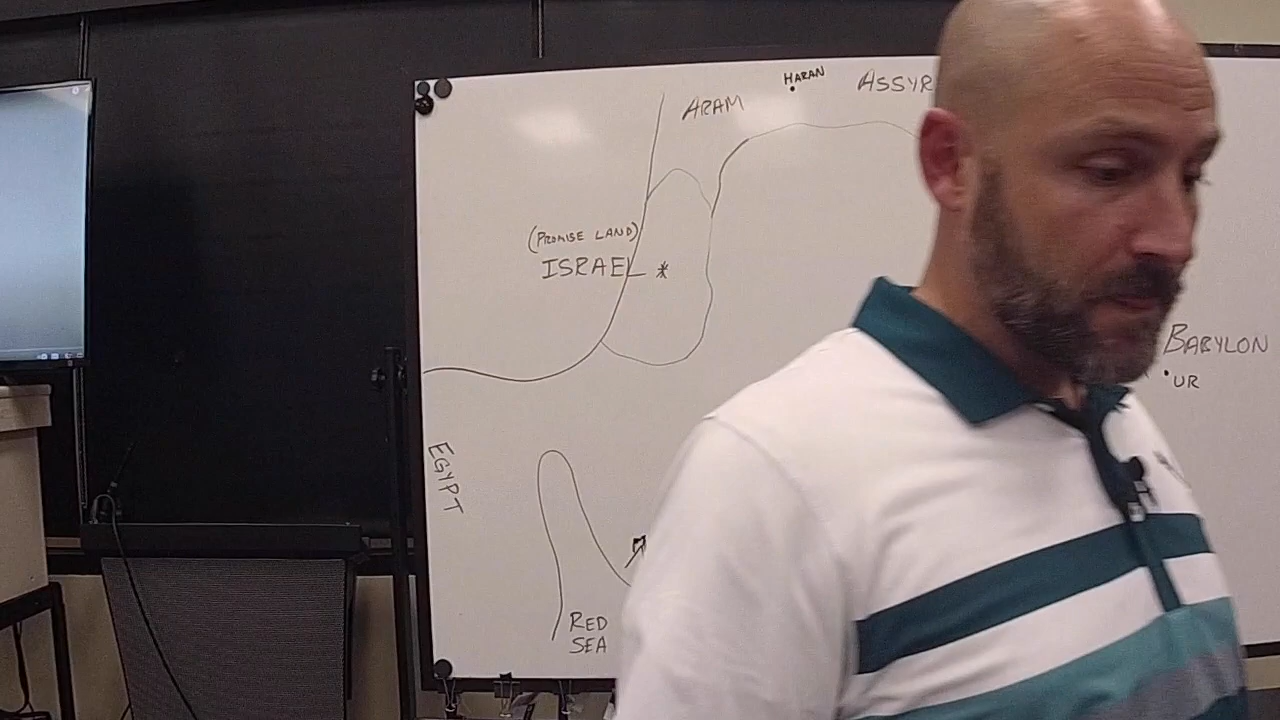 HARAN
ARAM
ASSYR
(PROMISE LAND)
ISRAEL *
BABYLON
UR
EGYPT
RED
SEA